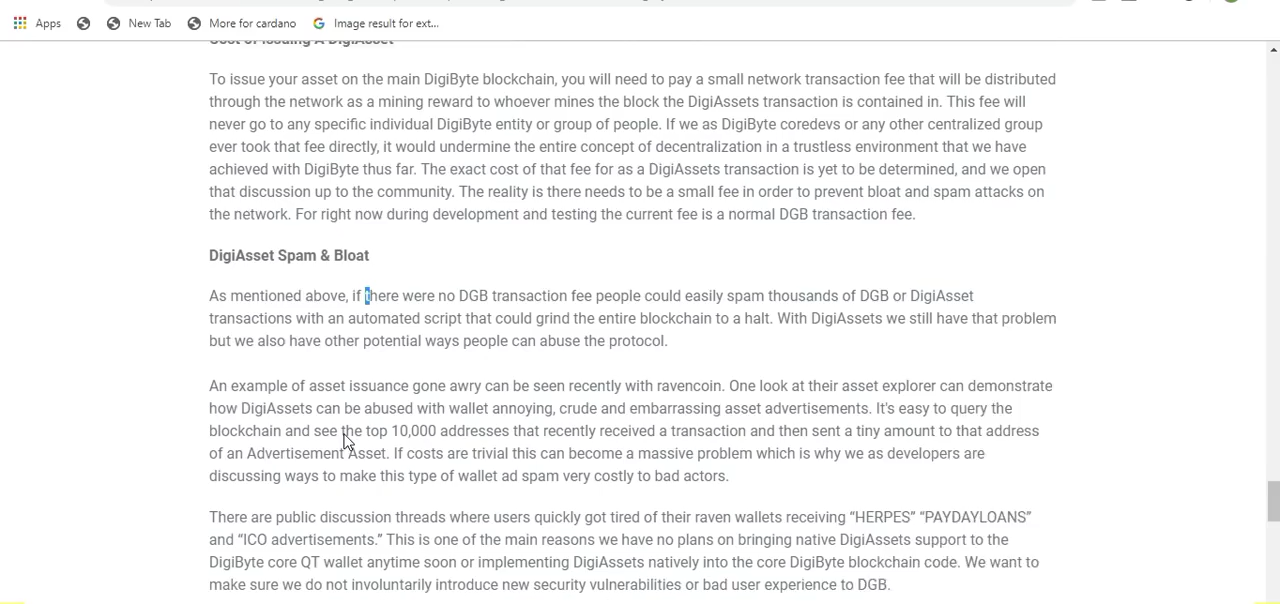 Apps
New Tab
More for cardano
Image result for ext...
Cost of Issuing A DigiAsset
To issue your asset on the main DigiByte blockchain, you will need to pay a small network transaction fee that will be distributed
through the network as a mining reward to whoever mines the block the DigiAssets transaction is contained in. This fee will
never go to any specific individual DigiByte entity or group of people. If we as DigiByte coredevs or any other centralized group
ever took that fee directly, it would undermine the entire concept of decentralization in a trustless environment that we have
achieved with DigiByte thus far. The exact cost of that fee for as a DigiAssets transaction is yet to be determined, and we open
that discussion up to the community. The reality is there needs to be a small fee in order to prevent bloat and spam attacks on
the network. For right now during development and testing the current fee is a normal DGB transaction fee.
DigiAsset Spam & Bloat
As mentioned above, if there were no DGB transaction fee people could easily spam thousands of DGB or DigiAsset
transactions with an automated script that could grind the entire blockchain to a halt. With DigiAssets we still have that problem
but we also have other potential ways people can abuse the protocol.
An example of asset issuance gone awry can be seen recently with ravencoin. One look at their asset explorer can demonstrate
how DigiAssets can be abused with wallet annoying, crude and embarrassing asset advertisements. It's easy to query the
blockchain and see the top 10,000 addresses that recently received a transaction and then sent a tiny amount to that address
of an Advertisement Asset. If costs are trivial this can become a massive problem which is why we as developers are
discussing ways to make this type of wallet ad spam very costly to bad actors.
There are public discussion threads where users quickly got tired of their raven wallets receiving “HERPES” “PAYDAYLOANS”
and “ICO advertisements.” This is one of the main reasons we have no plans on bringing native DigiAssets support to the
DigiByte core QT wallet anytime soon or implementing DigiAssets natively into the core DigiByte blockchain code. We want to
make sure we do not involuntarily introduce new security vulnerabilities or bad user experience to DGB.